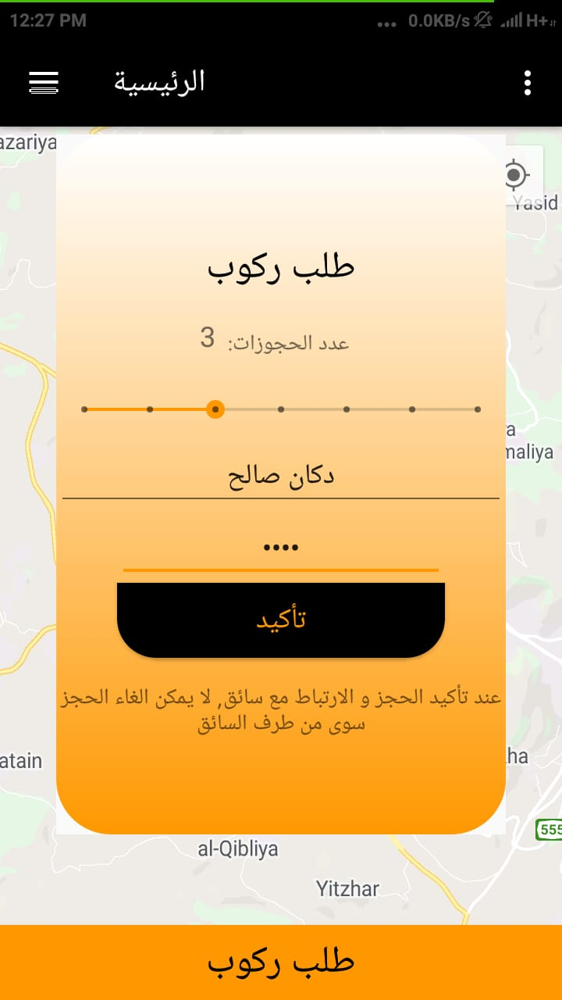 12:27 PM
... 0.0KB/s H+
الرئيسية
azariya
Yasid
طلب ركوب
عدد الحجوزات: 3
ra
maliya
دكان صالح
••••
تأكيد
عند تأكيد الحجز و الارتباط مع سائق, لا يمكن الغاء الحجز
سوى من طرف السائق
atain
ha
555
al-Qibliya
Yitzhar
طلب ركوب